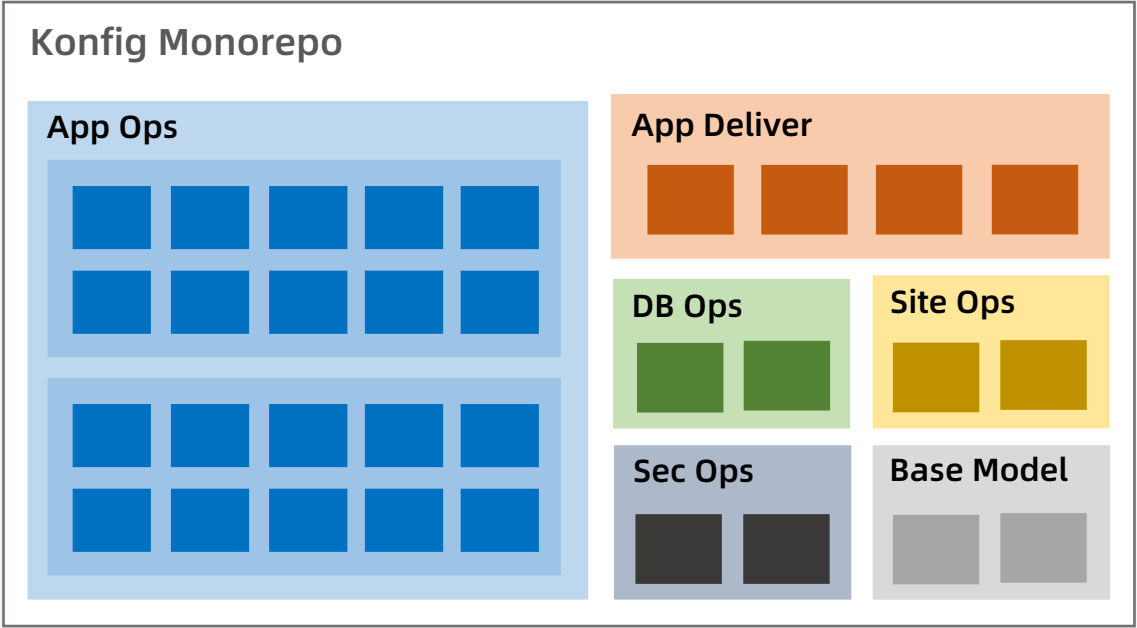 Konfig Monorepo
App Ops
App Deliver
DB Ops
Site Ops
Sec Ops
Base Model